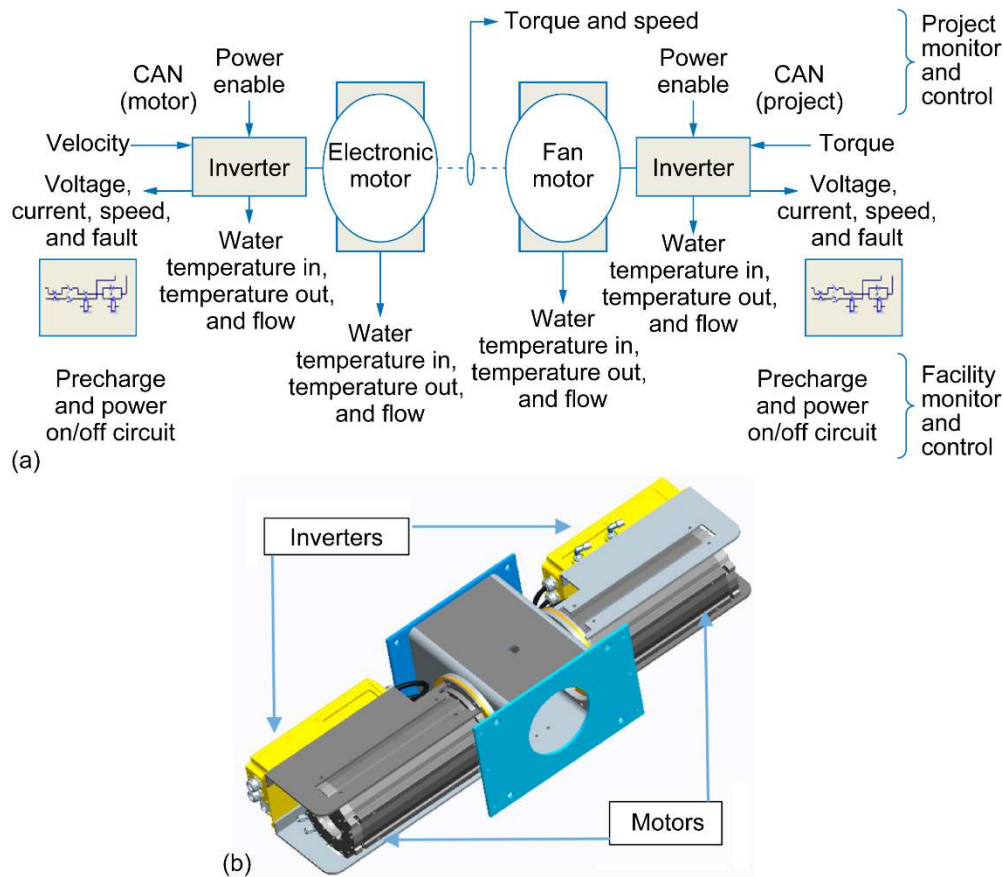 Torque and speed
Project
monitor
and
control
CAN
(motor)
Power
enable
Power
enable
CAN
(project)
Velocity
Inverter
Electronic
motor
Fan
motor
Inverter
Torque
Voltage,
current, speed,
and fault
Water
temperature in,
temperature out,
and flow
Water
temperature in,
temperature out,
and flow
Water
temperature in,
temperature out,
and flow
Water
temperature in,
temperature out,
and flow
Voltage,
current, speed,
and fault
Precharge
and power
on/off circuit
Precharge
and power
on/off circuit
Facility
monitor
and
control
(a)
Inverters
Motors
(b)